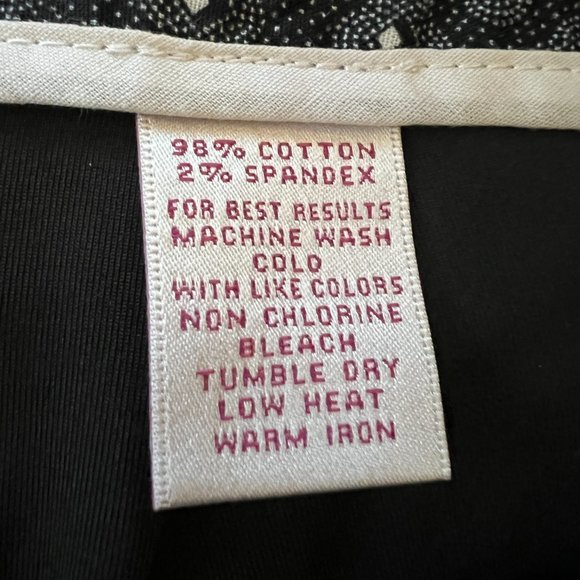 98% COTTON
2% SPANDEX
FOR BEST RESULTS
MACHINE WASH
COLD
WITH LIKE COLORS
NON CHLORINE
BLEACH
TUMBLE DRY
LOW HEAT
WARM IRON